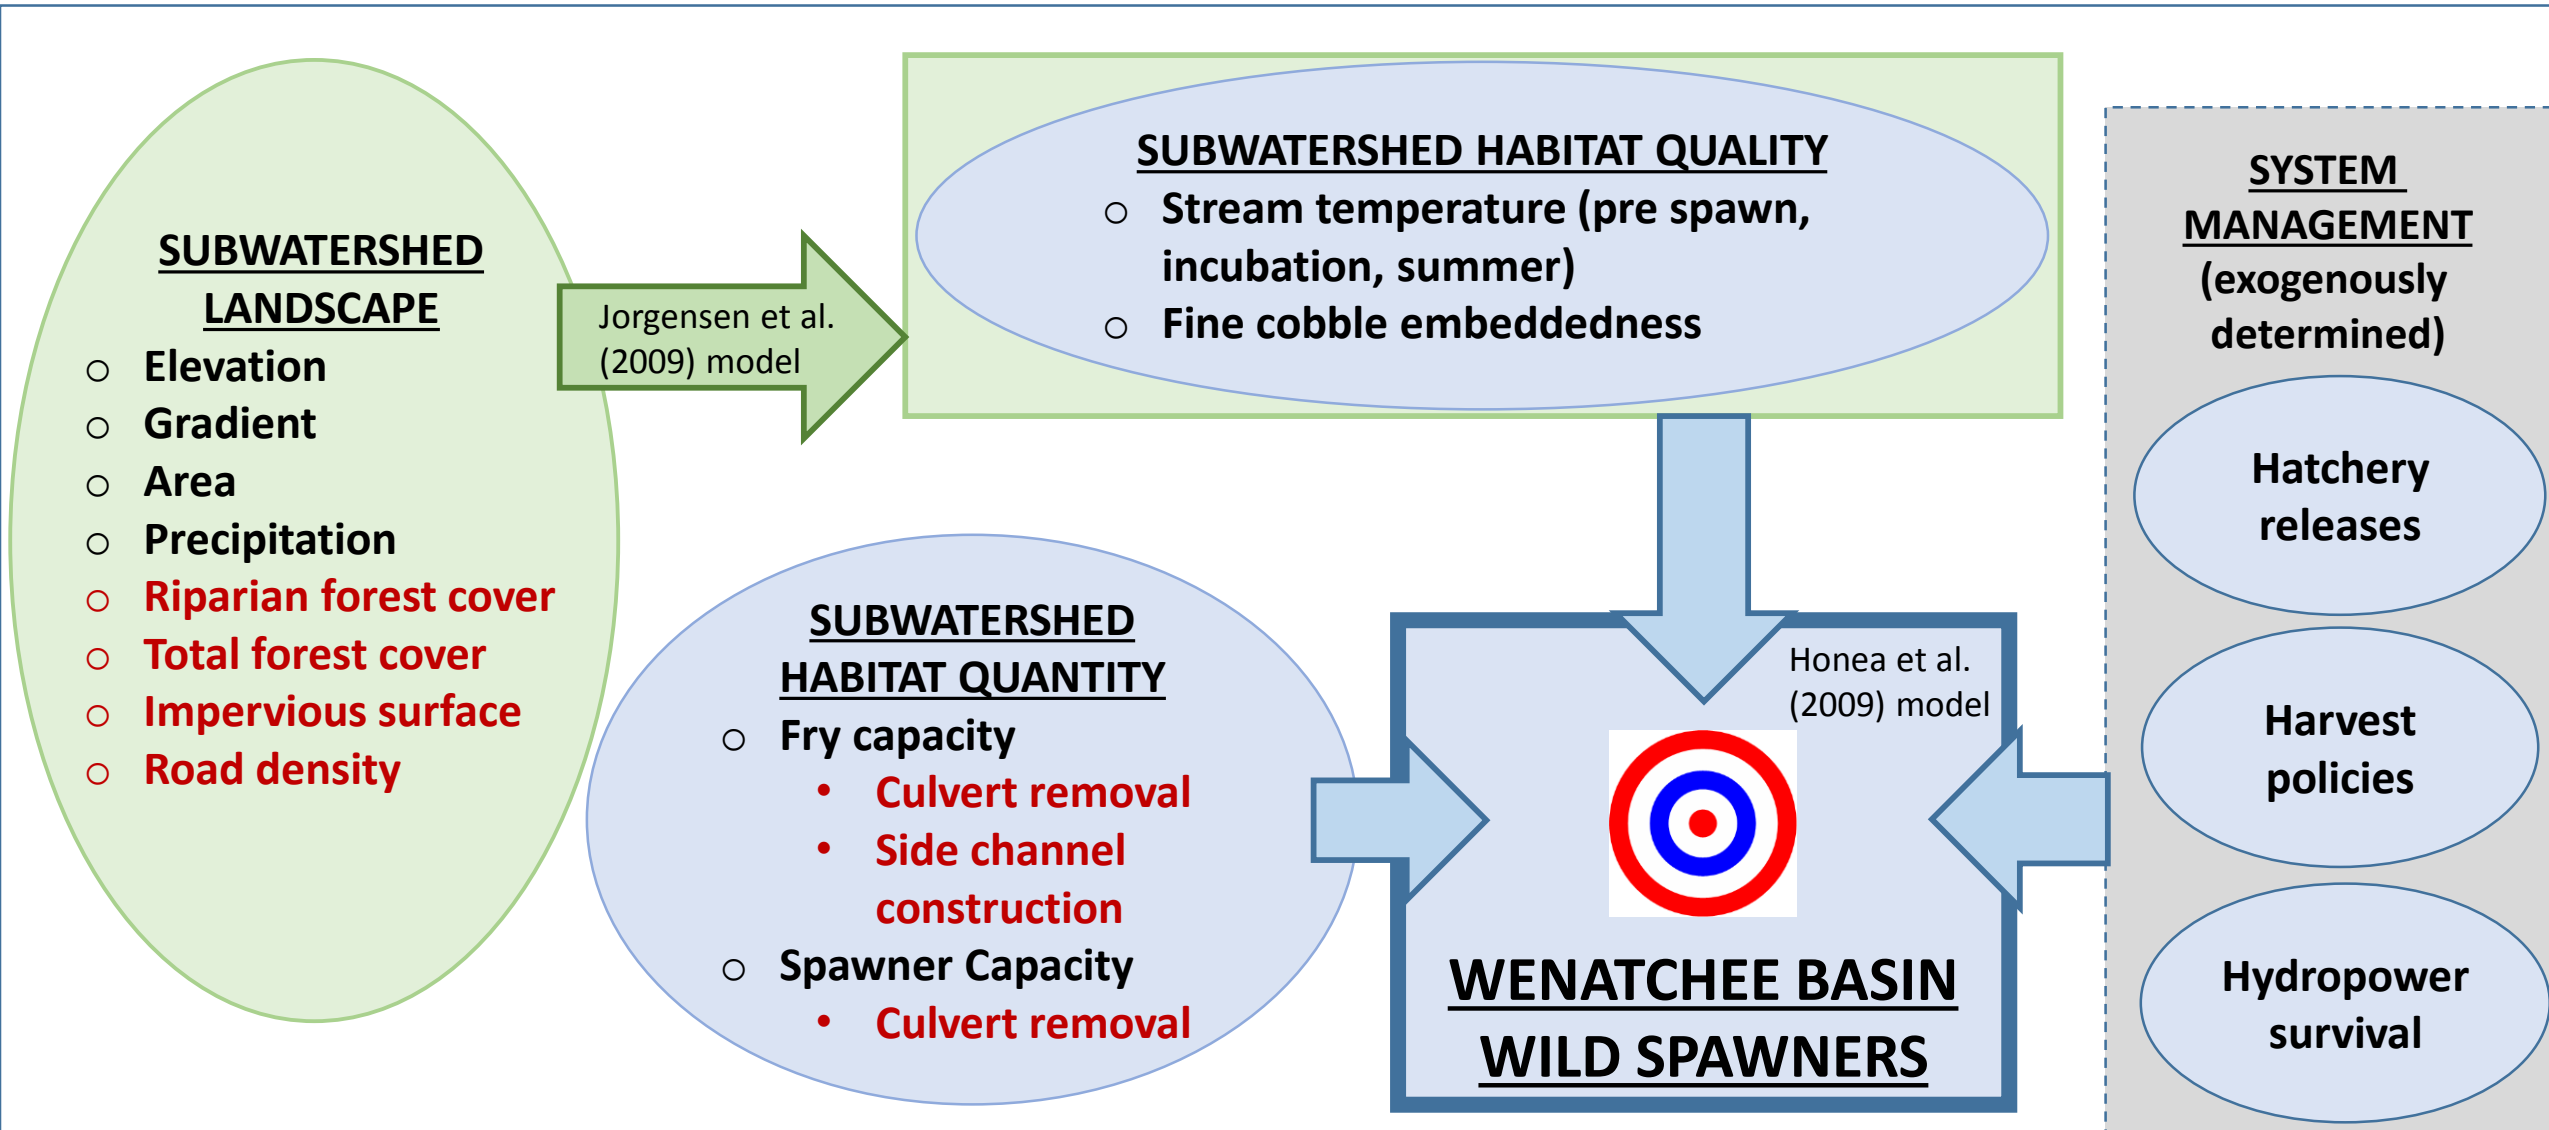 SUBWATERSHED
LANDSCAPE
o Elevation
o Gradient
o Area
o Precipitation
o Riparian forest cover
o Total forest cover
o Impervious surface
o Road density
Jorgensen et al.
(2009) model
SUBWATERSHED HABITAT QUALITY
o Stream temperature (pre spawn,
incubation, summer)
o Fine cobble embeddedness
SUBWATERSHED
HABITAT QUANTITY
o Fry capacity
• Culvert removal
• Side channel
construction
o Spawner Capacity
• Culvert removal
Honea et al.
(2009) model
WENATCHEE BASIN
WILD SPAWNERS
SYSTEM
MANAGEMENT
(exogenously
determined)
Hatchery
releases
Harvest
policies
Hydropower
survival